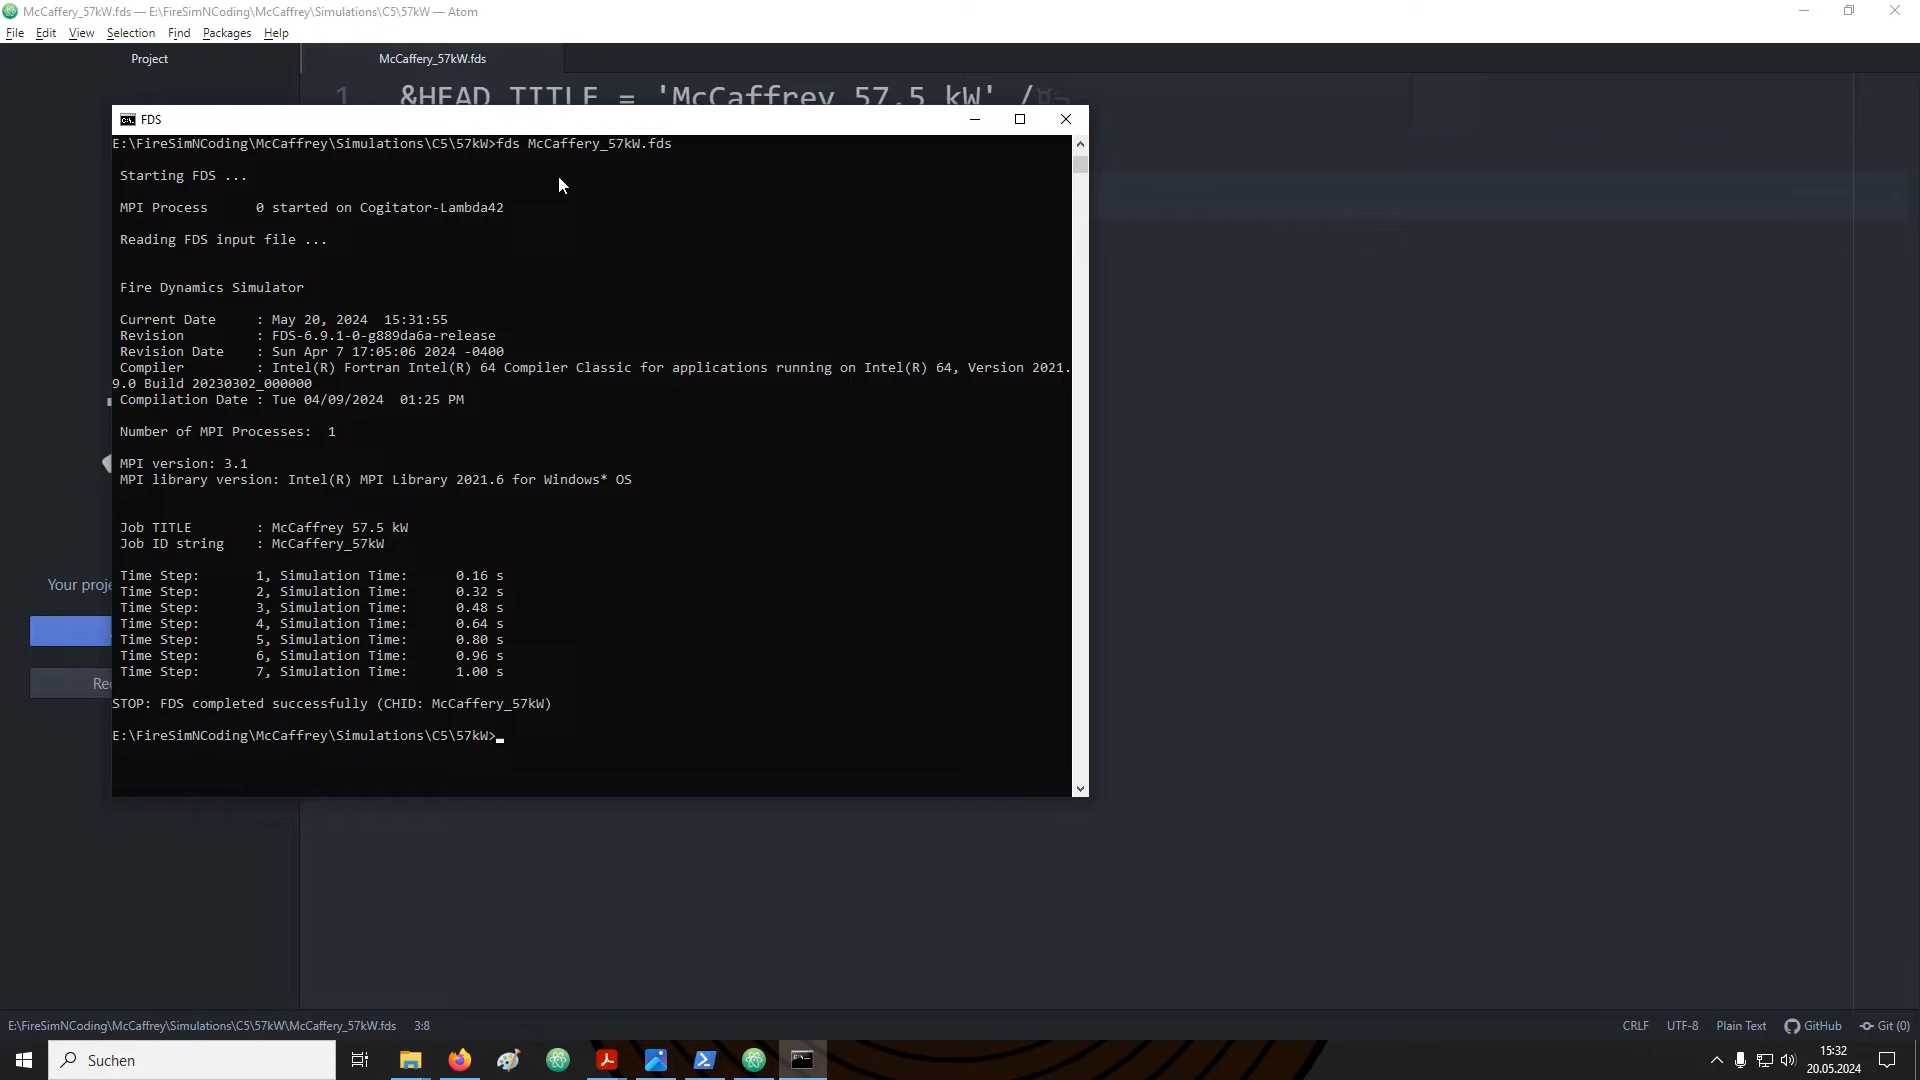 McCaffery_57kW.fds — E:\FireSimNCoding\McCaffrey\Simulations\C5\57kW — Atom
File Edit View Selection Find Packages Help
Project
McCaffery_57kW.fds
1 &HEAD TITLE = 'McCaffrey 57.5 kW' /
FDS
E:\FireSimNCoding\McCaffrey\Simulations\C5\57kW>fds McCaffery_57kW.fds
Starting FDS ...
MPI Process 0 started on Cogitator-Lambda42
Reading FDS input file ...
Fire Dynamics Simulator
Current Date : May 20, 2024 15:31:55
Revision : FDS-6.9.1-0-g889da6a-release
Revision Date : Sun Apr 7 17:05:06 2024 -0400
Compiler : Intel(R) Fortran Intel(R) 64 Compiler Classic for applications running on Intel(R) 64, Version 2021.
9.0 Build 20230302_000000
Compilation Date : Tue 04/09/2024 01:25 PM
Number of MPI Processes: 1
MPI version: 3.1
MPI library version: Intel(R) MPI Library 2021.6 for Windows* OS
Job TITLE : McCaffrey 57.5 kW
Job ID string : McCaffery_57kW
Time Step: 1, Simulation Time: 0.16 s
Time Step: 2, Simulation Time: 0.32 s
Time Step: 3, Simulation Time: 0.48 s
Time Step: 4, Simulation Time: 0.64 s
Time Step: 5, Simulation Time: 0.80 s
Time Step: 6, Simulation Time: 0.96 s
Time Step: 7, Simulation Time: 1.00 s
STOP: FDS completed successfully (CHID: McCaffery_57kW)
E:\FireSimNCoding\McCaffrey\Simulations\C5\57kW>
Your proje
Re
E:\FireSimNCoding\McCaffrey\Simulations\C5\57kW\McCaffery_57kW.fds 3:8
CRLF UTF-8 Plain Text GitHub Git (0)
Suchen
15:32
20.05.2024